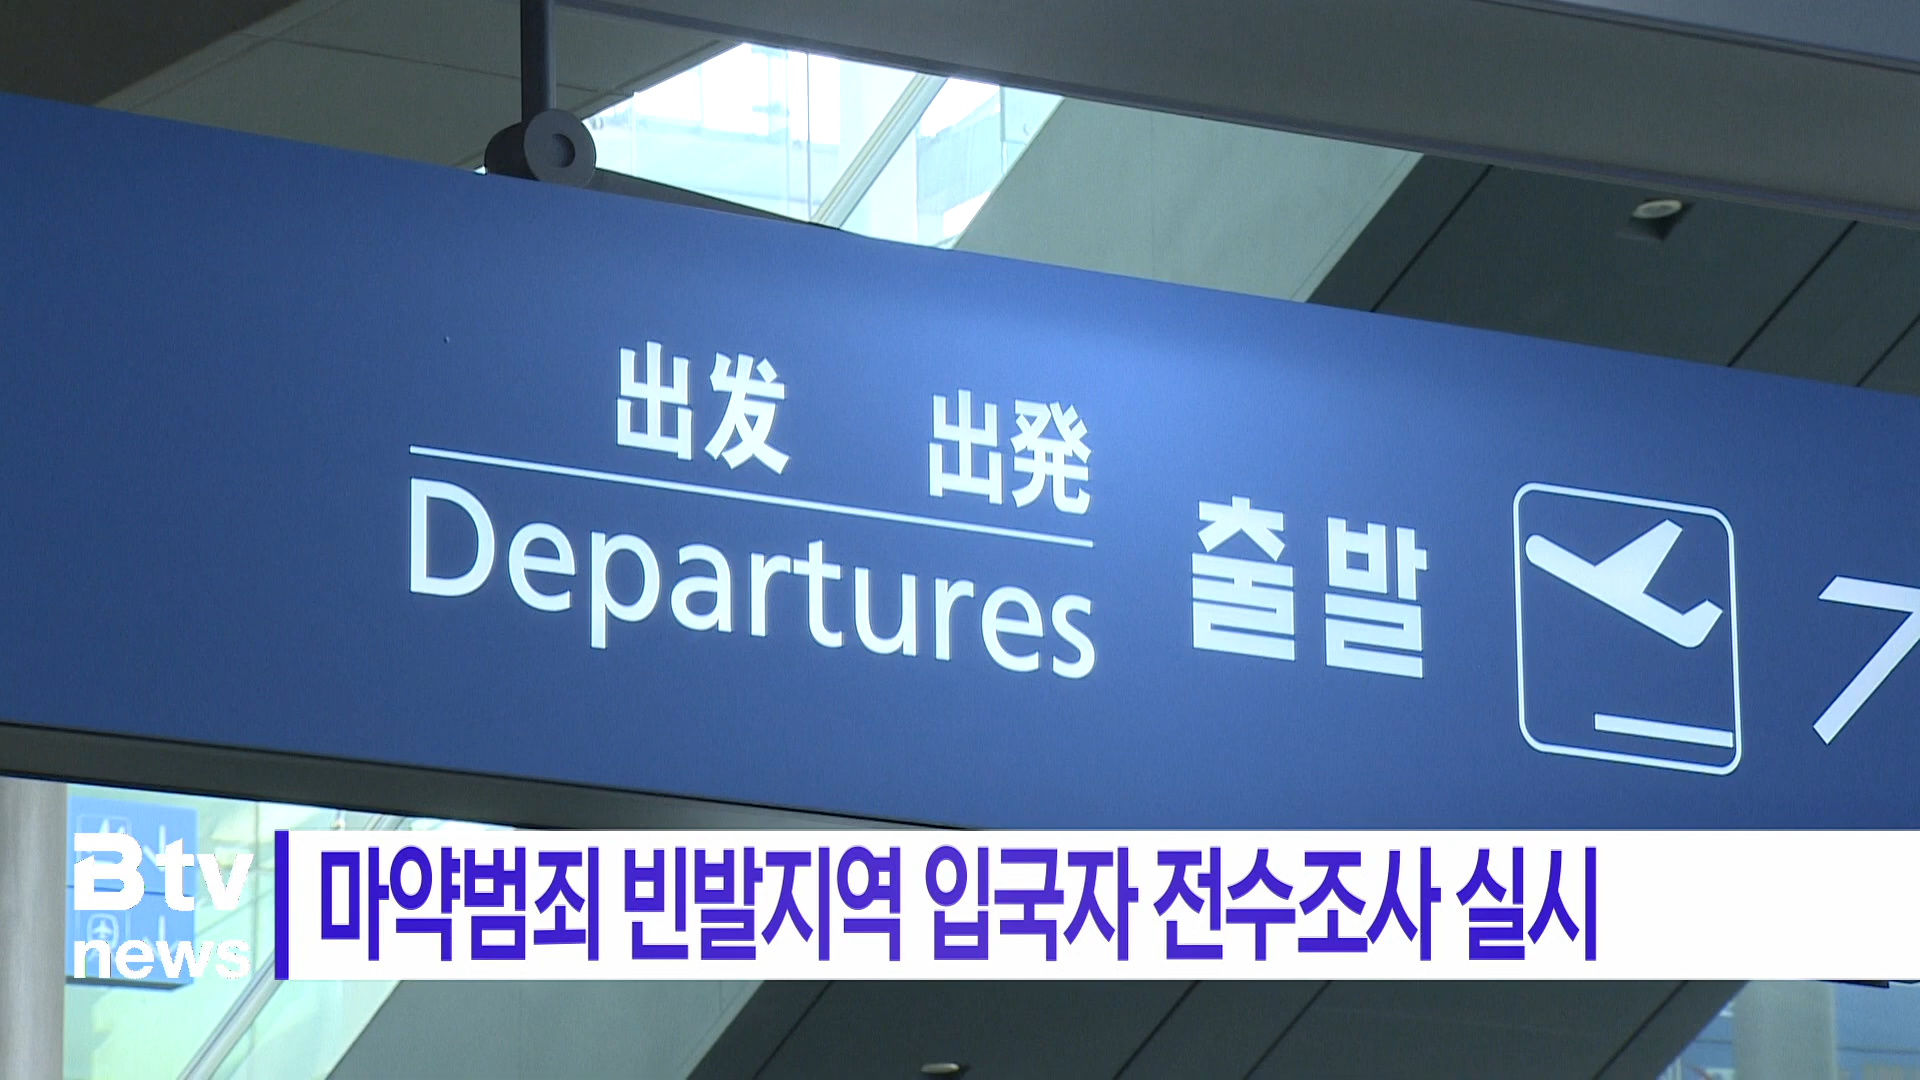 出发 出発
Departures 출발
7
B tv
news
마약범죄 빈발지역 입국자 전수조사 실시